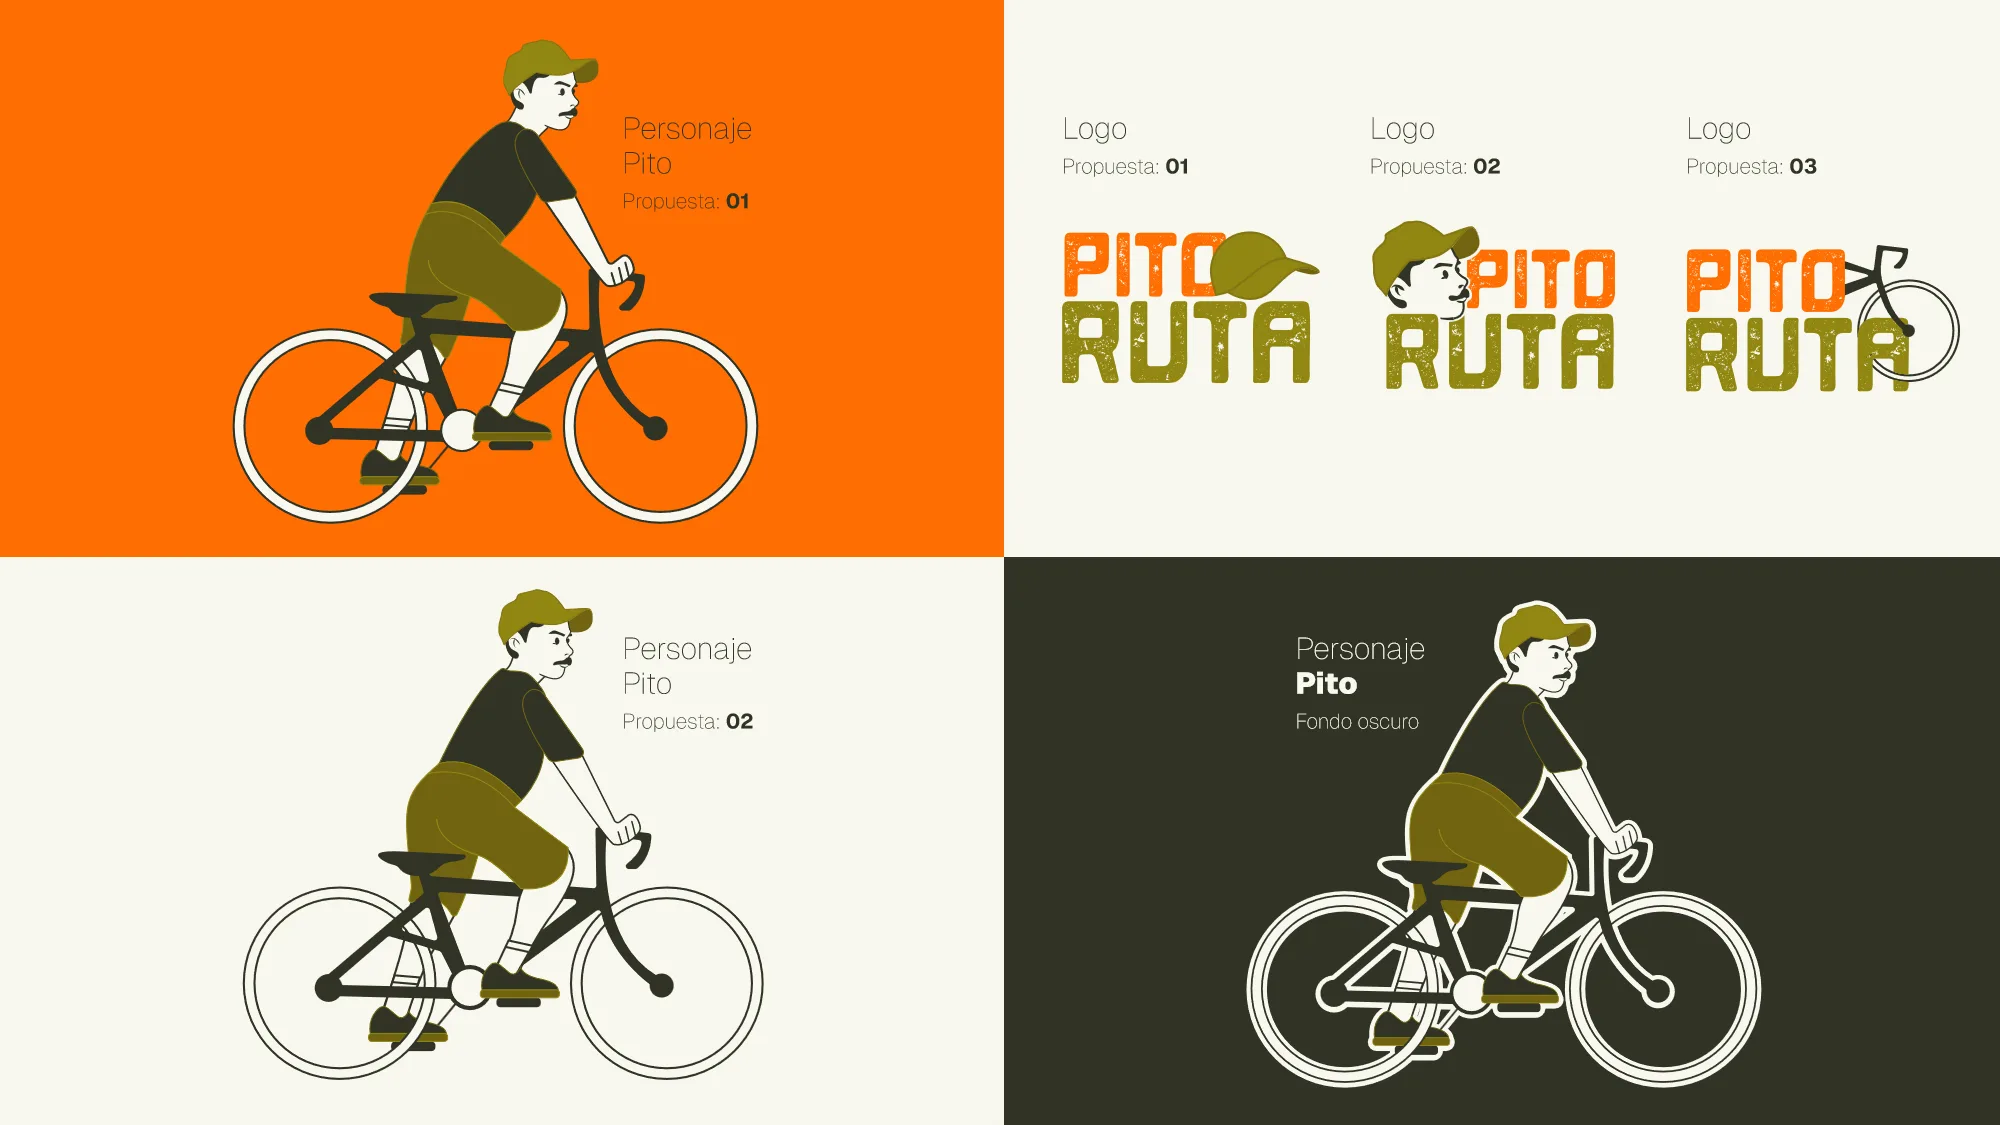 Personaje
Pito
Propuesta: 01
Logo
Propuesta: 01
PITO
RUTA
Logo
Propuesta: 02
PITO
RUTA
Logo
Propuesta: 03
PITO
RUTA
Personaje
Pito
Propuesta: 02
Personaje
Pito
Fondo oscuro